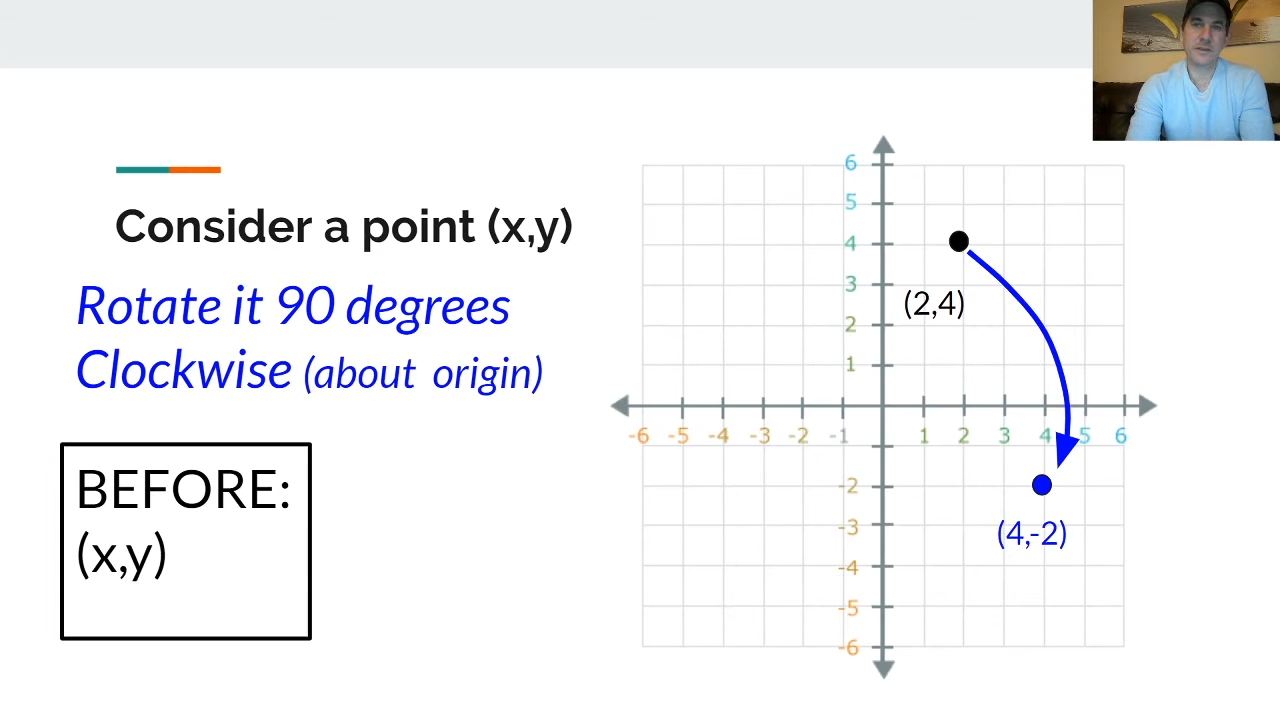 Consider a point (x,y)
Rotate it 90 degrees
Clockwise (about origin)
BEFORE:
(x,y)
6
5
4
3
2
1
(2,4)
-6 -5 -4 -3 -2 -1 1 2 3 4 5 6
-2
-3
-4
-5
-6
(4,-2)